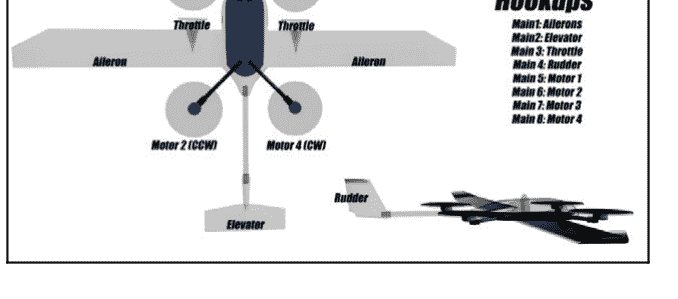 Hookups
Throttle Throttle
Main1: Ailerons
Main2: Elevator
Main 3: Throttle
Main 4: Rudder
Main 5: Motor 1
Main 6: Motor 2
Main 7: Motor 3
Main 8: Motor 4
Aileron Aileron
Motor 2 (CCW) Motor 4 (CW)
Rudder
Elevator